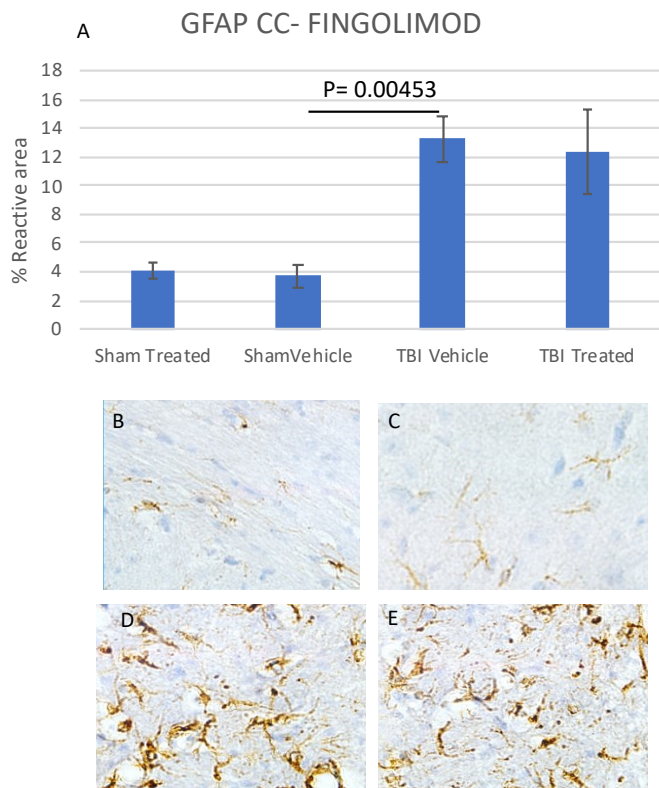 A
GFAP CC- FINGOLIMOD
P= 0.00453
% Reactive area
18
16
14
12
10
8
6
4
2
0
Sham Treated
ShamVehicle
TBI Vehicle
TBI Treated
B
C
D
E